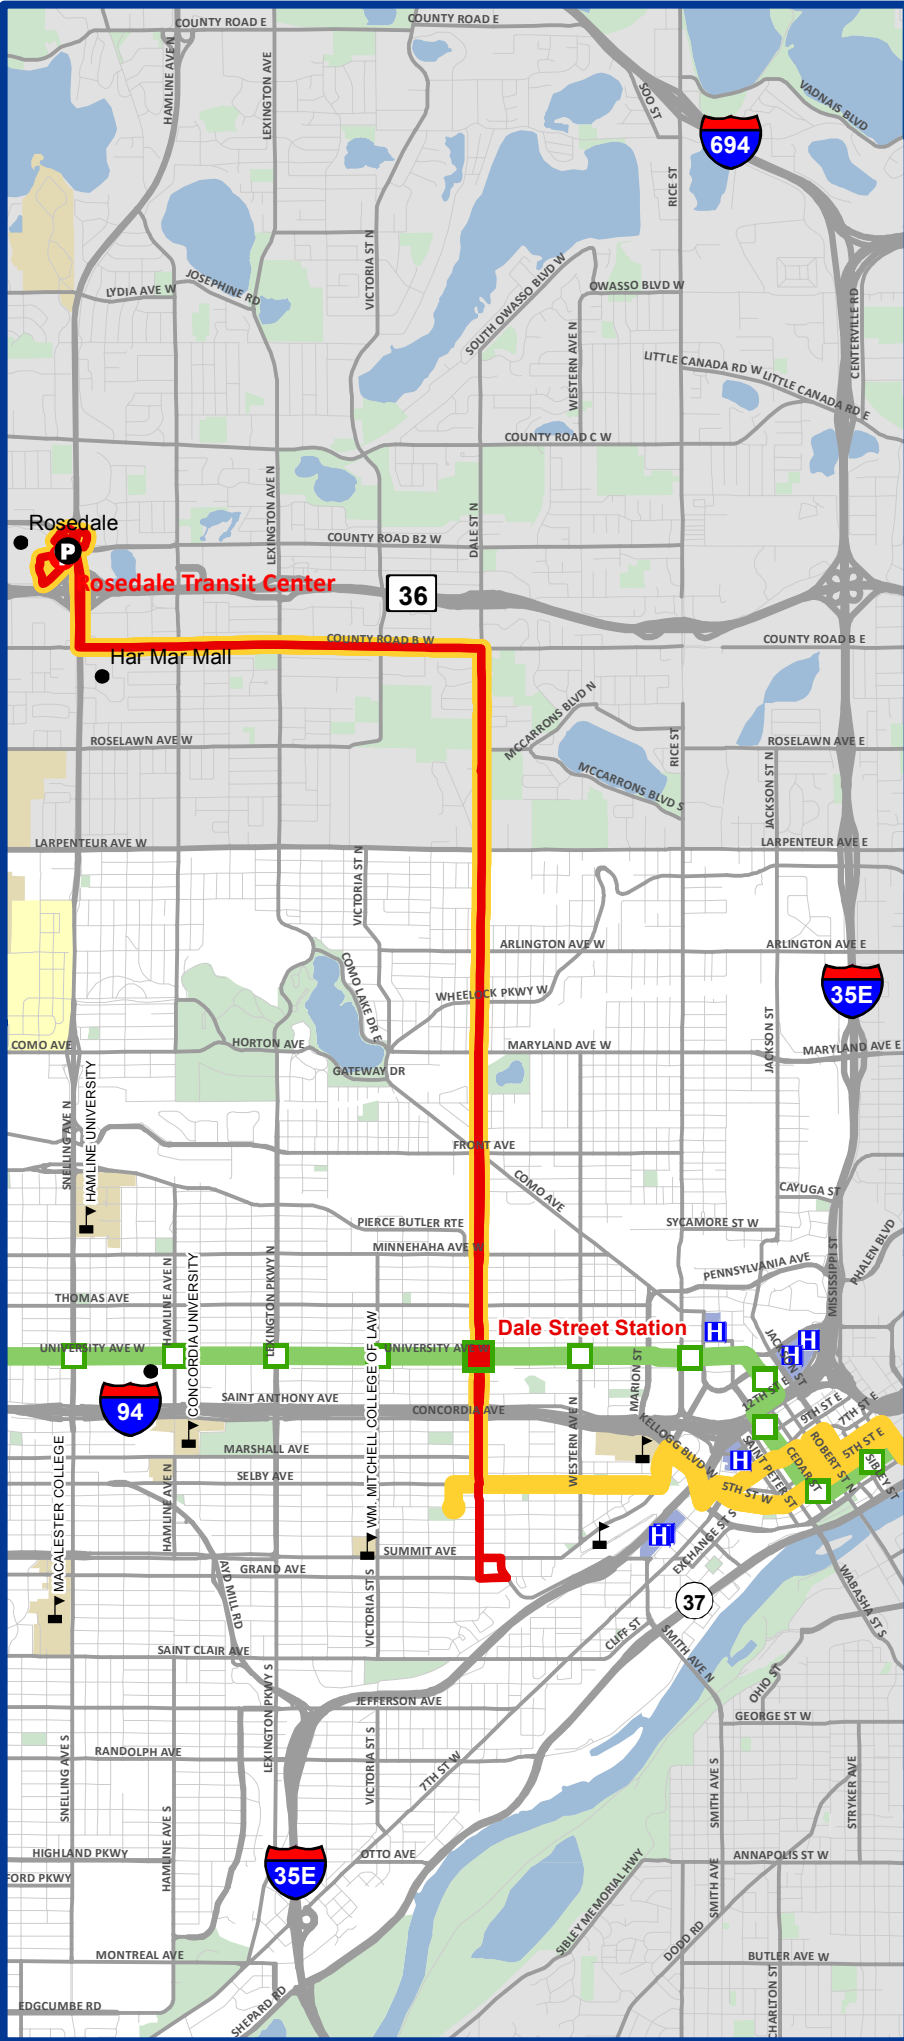 COUNTY ROAD E
COUNTY ROAD E
HAMLINE AVE N
LEXINGTON AVE
SOO ST
VADNAIS BLVD
694
RICE ST
VICTORIA ST N
LYDIA AVE W
JOSEPHINE RD
SOUTH OWASSO BLVD W
OWASSO BLVD W
WESTERN AVE N
CENTERVILLE RD
LITTLE CANADA RD W
LITTLE CANADA RD E
COUNTY ROAD C W
LEXINGTON AVE N
DALE ST N
Rosedale
P
COUNTY ROAD B2 W
Rosedale Transit Center
36
COUNTY ROAD B W
COUNTY ROAD B E
Har Mar Mall
MCCARRONS BLVD N
ROSELAWN AVE W
RICE ST
ROSELAWN AVE E
MCCARRONS BLVD S
JACKSON ST N
LARPENTEUR AVE W
LARPENTEUR AVE E
VICTORIA ST N
ARLINGTON AVE W
ARLINGTON AVE E
COMO LAKE DR E
WHEELOCK PKWY W
35E
JACKSON ST
COMO AVE
HORTON AVE
MARYLAND AVE W
MARYLAND AVE E
GATEWAY DR
SNELLING AVE N
HAMLINE UNIVERSITY
FRONT AVE
COMO AVE
CAYUGA ST
PIERCE BUTLER RTE
SYCAMORE ST W
MINNEHAHA AVE W
PENNSYLVANIA AVE
MISSISSIPPI ST
PHALEN BLVD
HAMLINE AVE N
CONCORDIA UNIVERSITY
LEXINGTON PKWY N
THOMAS AVE
Dale Street Station
H
H
H
UNIVERSITY AVE W
UNIVERSITY AVE W
WM. MITCHELL COLLEGE OF LAW
MARION ST
JACKSON ST
12TH ST E
94
SAINT ANTHONY AVE
CONCORDIA AVE
WESTERN AVE N
KELLOGG BLVD W
9TH ST E
7TH ST E
MACALESTER COLLEGE
MARSHALL AVE
SELBY AVE
HAMLINE AVE N
H
SAINT PETER ST
CEDAR ST
ROBERT ST N
5TH ST E
SIBLEY ST
5TH ST W
H
EXCHANGE ST S
SUMMIT AVE
GRAND AVE
AYD MILL RD
VICTORIA ST S
37
WABASHA ST S
CLIFF ST
SMITH AVE N
SAINT CLAIR AVE
LEXINGTON PKWY S
JEFFERSON AVE
OHIO ST
GEORGE ST W
SNELLING AVE S
RANDOLPH AVE
VICTORIA ST S
7TH ST W
SMITH AVE S
STRYKER AVE
HAMLINE AVE S
HIGHLAND PKWY
OTTO AVE
ANNAPOLIS ST W
FORD PKWY
35E
SMITH AVE
SIBLEY MEMORIAL HWY
DODD RD
MONTREAL AVE
BUTLER AVE W
CHARLTON ST
EDGCUMBE RD
SHEPARD RD